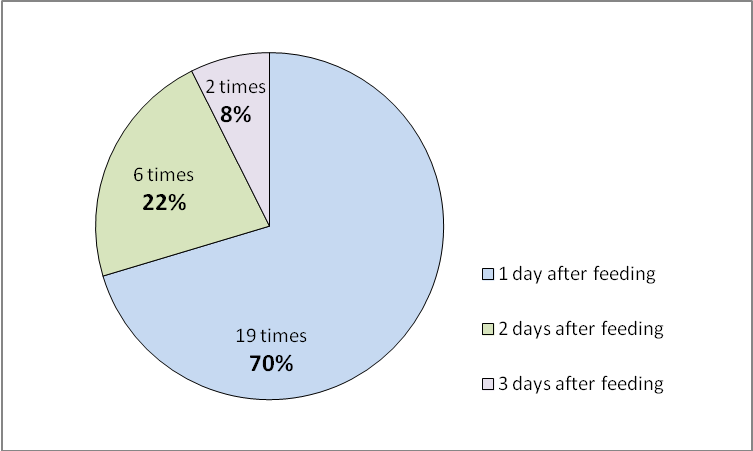 2 times
8%
6 times
22%
19 times
70%
1 day after feeding
2 days after feeding
3 days after feeding